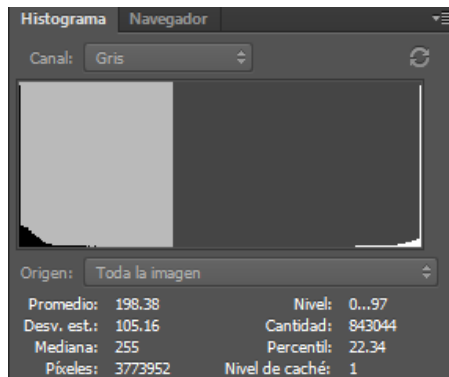 Histograma Navegador
Canal: Gris
Origen: Toda la imagen
Promedio: 198.38 Nivel: 0...97
Desv. est.: 105.16 Cantidad: 843044
Mediana: 255 Percentil: 22.34
Píxeles: 3773952 Nivel de caché: 1